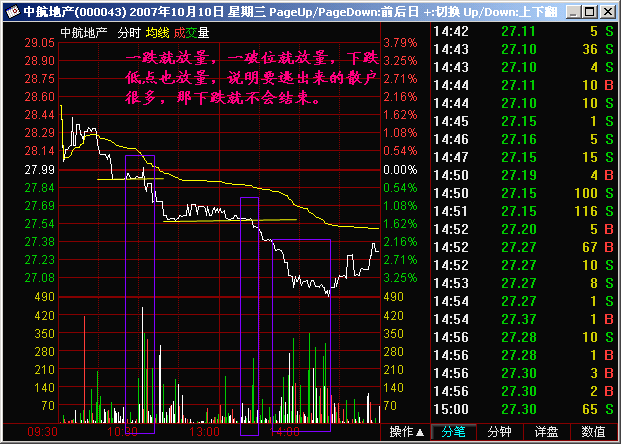 中航地产(000043) 2007年10月10日 星期三 PageUp/PageDown:前后日 +:切换 Up/Down:上下翻
中航地产 分时 均线 成交量
一跌就放量，一破位就放量，下跌
低点也放量，说明要逃出来的散户
很多，那下跌就不会结束。
29.05 3.79%
28.90 3.25%
28.75 2.71%
28.60 2.16%
28.44 1.62%
28.29 1.08%
28.14 0.54%
27.99 0.00%
27.84 0.54%
27.69 1.08%
27.54 1.62%
27.38 2.16%
27.23 2.71%
27.08 3.25%
490 490
420 420
350 350
280 280
210 210
140 140
70 70
09:30 10:30 13:00 14:00 操作▲
14:42 27.11 5 S
14:43 27.10 36 S
14:43 27.10 4 S
14:44 27.11 10 B
14:44 27.10 10 S
14:45 27.15 1 S
14:46 27.16 5 S
14:47 27.15 15 S
14:50 27.19 4 B
14:50 27.15 100 S
14:51 27.15 116 S
14:52 27.20 5 B
14:52 27.27 67 B
14:52 27.27 10 S
14:53 27.27 8 S
14:54 27.27 1 S
14:54 27.37 1 B
14:56 27.28 10 S
14:56 27.28 1 B
14:56 27.30 3 B
14:56 27.30 2 B
15:00 27.30 65 S
分笔 分钟 详盘 数值